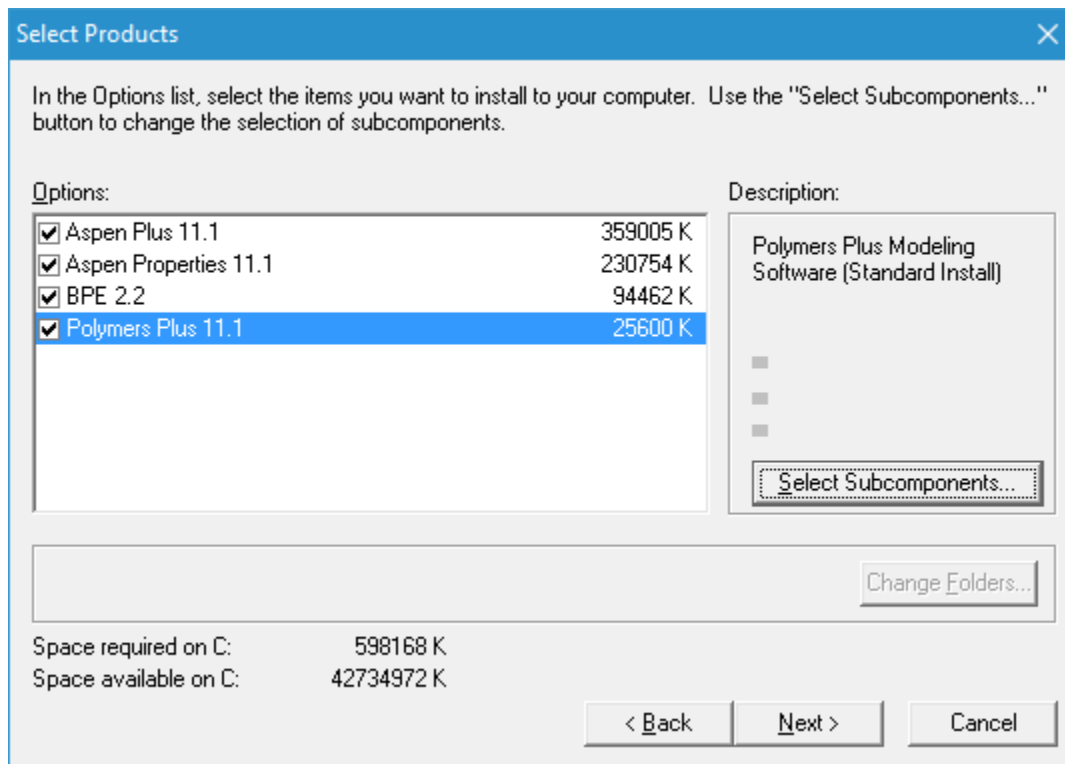 Select Products
In the Options list, select the items you want to install to your computer.  Use the "Select Subcomponents..."
button to change the selection of subcomponents.
Options:
Description:
Aspen Plus 11.1 359005 K
Aspen Properties 11.1 230754 K
BPE 2.2 94462 K
Polymers Plus 11.1 25600 K
Polymers Plus Modeling
Software (Standard Install)
Select Subcomponents...
Change Folders...
Space required on C: 598168 K
Space available on C: 42734972 K
< Back
Next >
Cancel